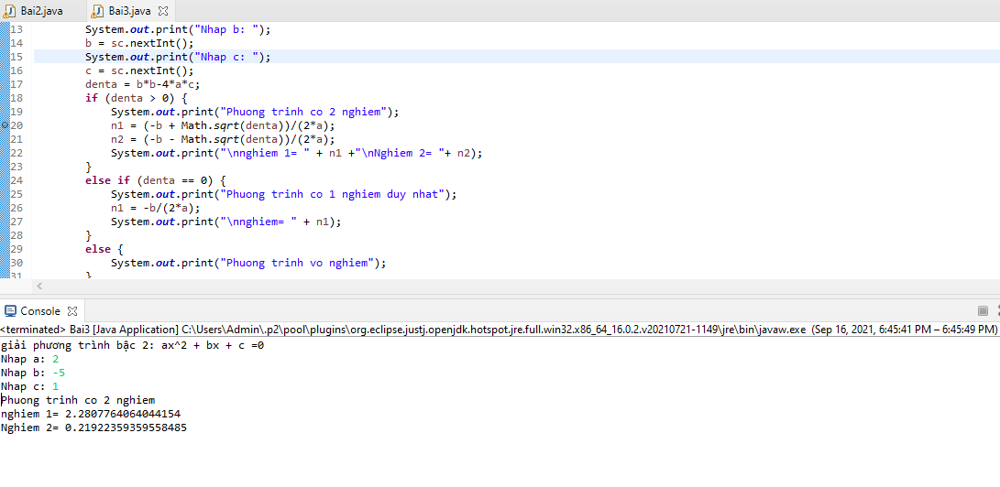 Bai2.java Bai3.java
13 System.out.print("Nhap b: ");
14 b = sc.nextInt();
15 System.out.print("Nhap c: ");
16 c = sc.nextInt();
17 denta = b*b-4*a*c;
18 if (denta > 0) {
19 System.out.print("Phuong trinh co 2 nghiem");
20 n1 = (-b + Math.sqrt(denta))/(2*a);
21 n2 = (-b - Math.sqrt(denta))/(2*a);
22 System.out.print("\nnghiem 1= " + n1 +"\nNghiem 2= "+ n2);
23 }
24 else if (denta == 0) {
25 System.out.print("Phuong trinh co 1 nghiem duy nhat");
26 n1 = -b/(2*a);
27 System.out.print("\nnghiem= " + n1);
28 }
29 else {
30 System.out.print("Phuong trinh vo nghiem");
31 }
Console
<terminated> Bai3 [Java Application] C:\Users\Admin\.p2\pool\plugins\org.eclipse.justj.openjdk.hotspot.jre.full.win32.x86_64_16.0.2.v20210721-1149\jre\bin\javaw.exe (Sep 16, 2021, 6:45:41 PM – 6:45:49 PM)
giải phương trình bậc 2: ax^2 + bx + c =0
Nhap a: 2
Nhap b: -5
Nhap c: 1
Phuong trinh co 2 nghiem
nghiem 1= 2.2807764064044154
Nghiem 2= 0.21922359359558485